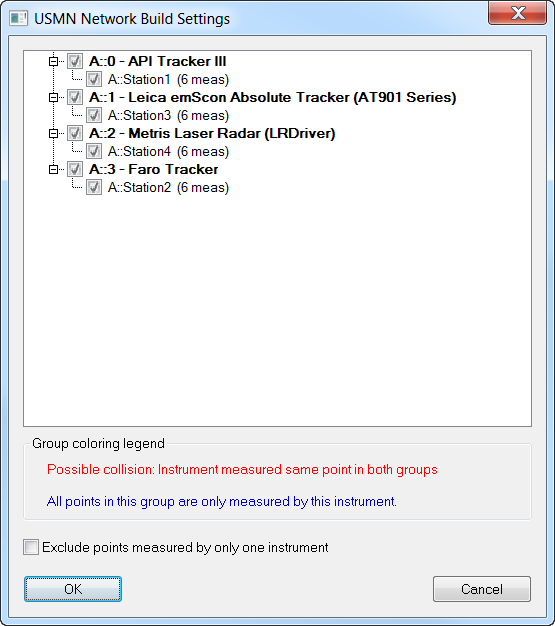 USMN Network Build Settings
A::0 - API Tracker III
A::Station1 (6 meas)
A::1 - Leica emScon Absolute Tracker (AT901 Series)
A::Station3 (6 meas)
A::2 - Metris Laser Radar (LRDriver)
A::Station4 (6 meas)
A::3 - Faro Tracker
A::Station2 (6 meas)
Group coloring legend
Possible collision: Instrument measured same point in both groups
All points in this group are only measured by this instrument.
Exclude points measured by only one instrument
OK
Cancel